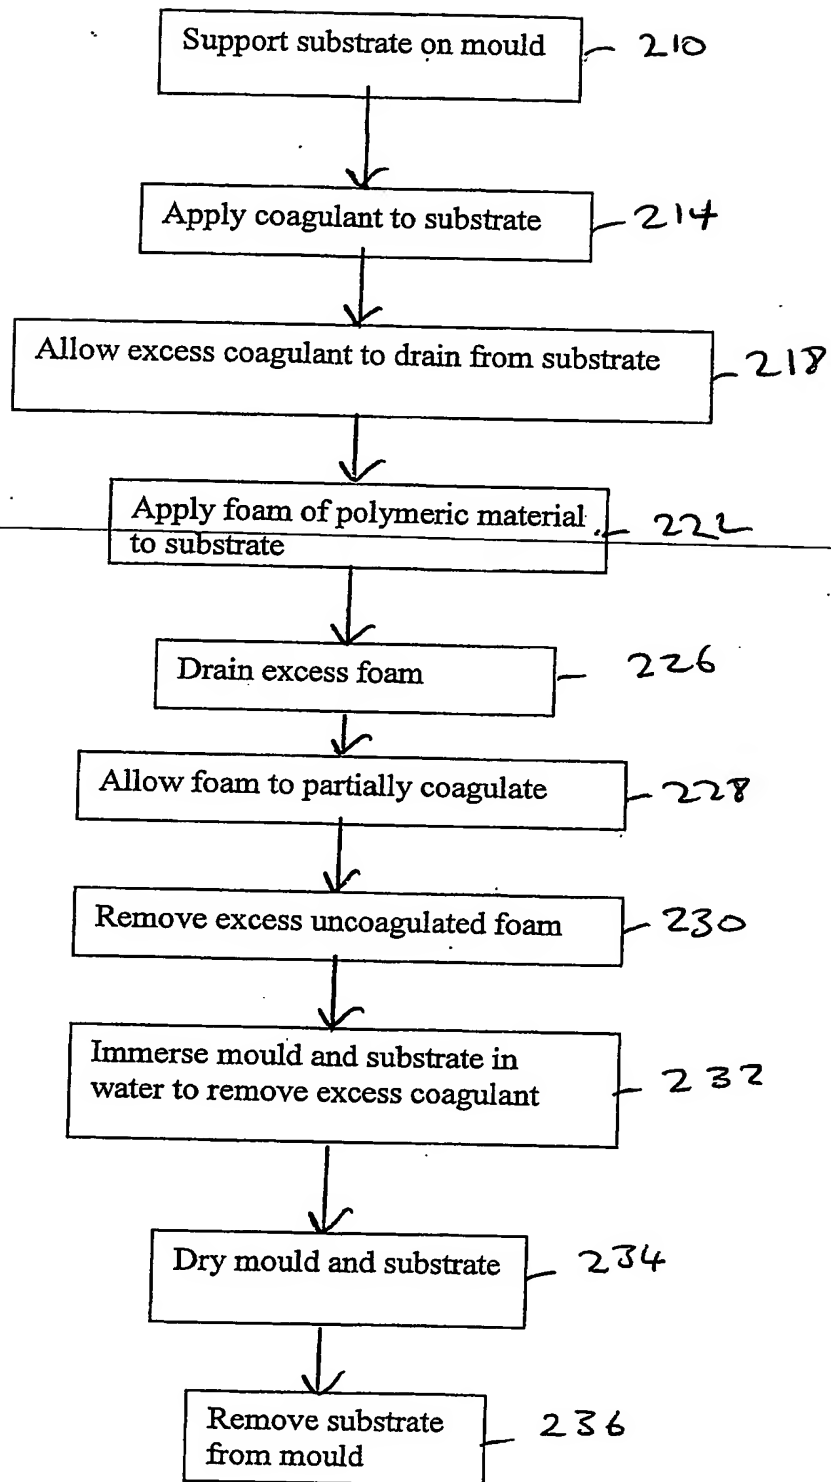 Support substrate on mould 210
Apply coagulant to substrate 214
Allow excess coagulant to drain from substrate 218
Apply foam of polymeric material 222
to substrate
Drain excess foam 226
Allow foam to partially coagulate 228
Remove excess uncoagulated foam 230
Immerse mould and substrate in
water to remove excess coagulant 232
Dry mould and substrate 234
Remove substrate 236
from mould